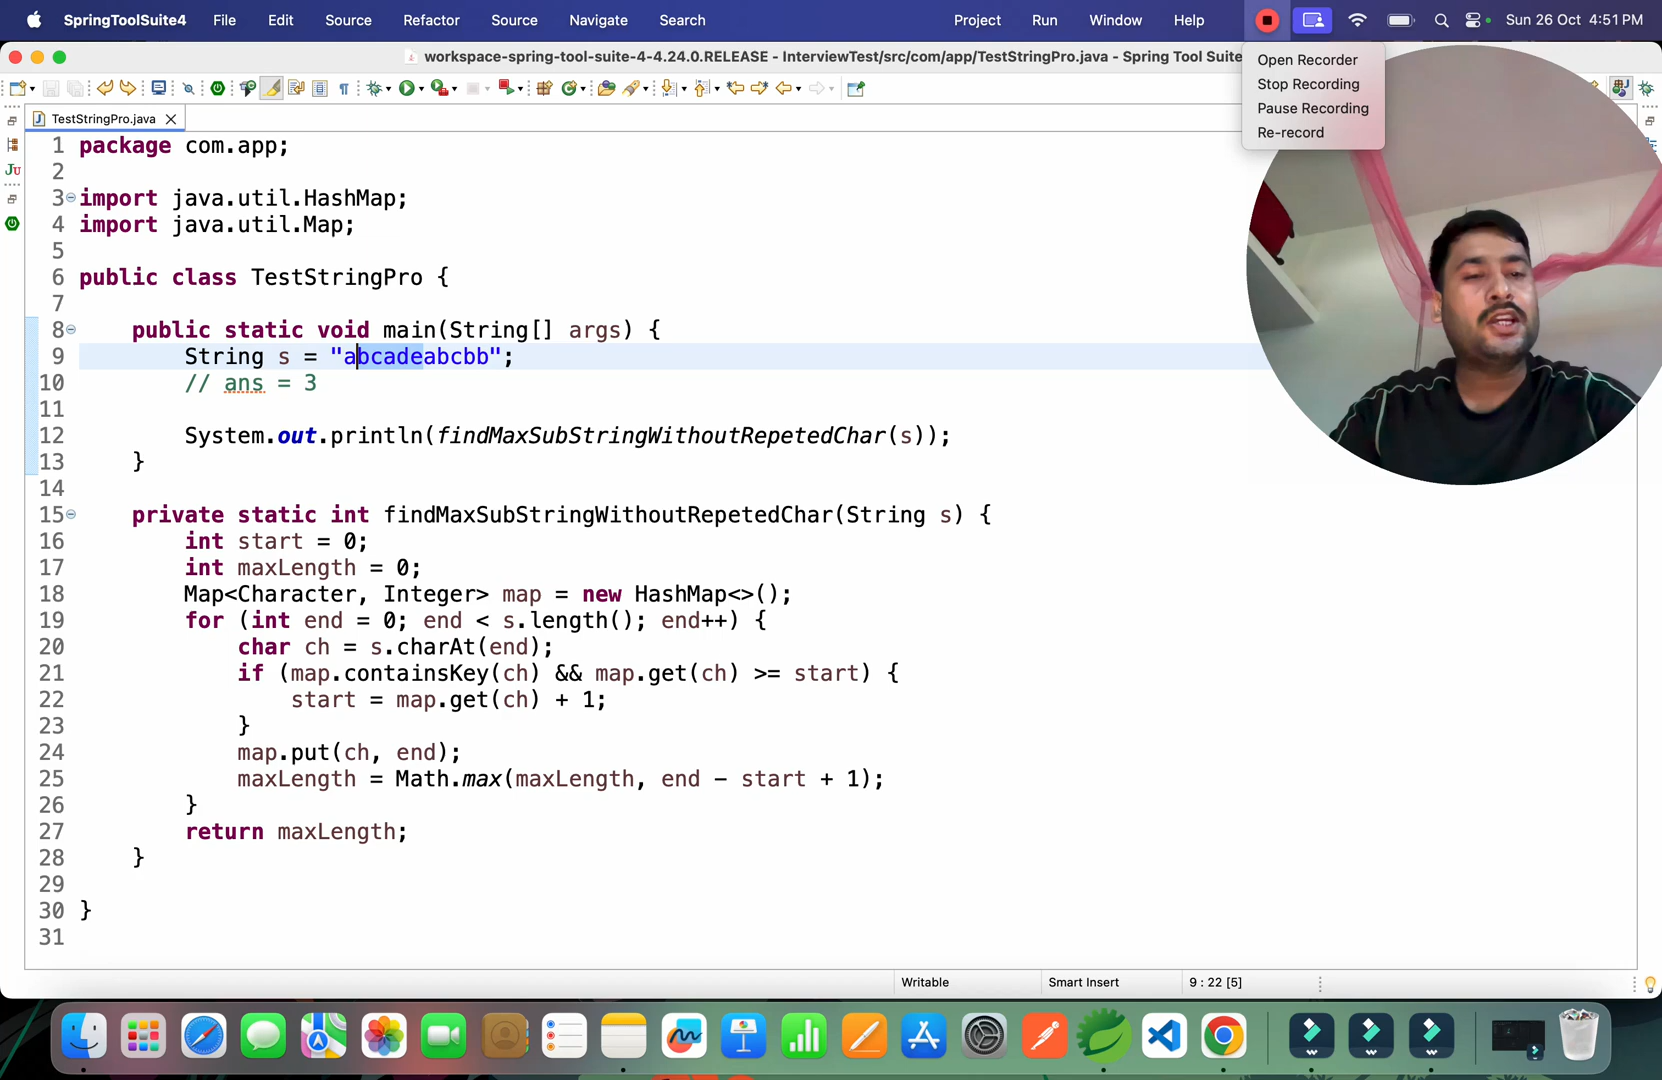 SpringToolSuite4 File Edit Source Refactor Source Navigate Search Project Run Window Help Sun 26 Oct 4:51 PM
workspace-spring-tool-suite-4-4.24.0.RELEASE - InterviewTest/src/com/app/TestStringPro.java - Spring Tool Suite
Open Recorder
Stop Recording
Pause Recording
Re-record
TestStringPro.java
1 package com.app;
2
3 import java.util.HashMap;
4 import java.util.Map;
5
6 public class TestStringPro {
7
8 public static void main(String[] args) {
9 String s = "abcadeabcbb";
10 // ans = 3
11
12 System.out.println(findMaxSubStringWithoutRepetedChar(s));
13 }
14
15 private static int findMaxSubStringWithoutRepetedChar(String s) {
16 int start = 0;
17 int maxLength = 0;
18 Map<Character, Integer> map = new HashMap<>();
19 for (int end = 0; end < s.length(); end++) {
20 char ch = s.charAt(end);
21 if (map.containsKey(ch) && map.get(ch) >= start) {
22 start = map.get(ch) + 1;
23 }
24 map.put(ch, end);
25 maxLength = Math.max(maxLength, end - start + 1);
26 }
27 return maxLength;
28 }
29
30 }
31
Writable Smart Insert 9 : 22 [5]